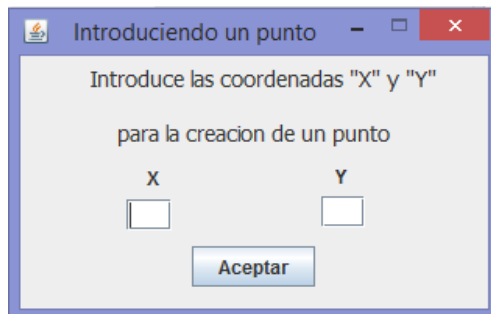 Introduciendo un punto
Introduce las coordenadas "X" y "Y"
para la creacion de un punto
X Y
Aceptar